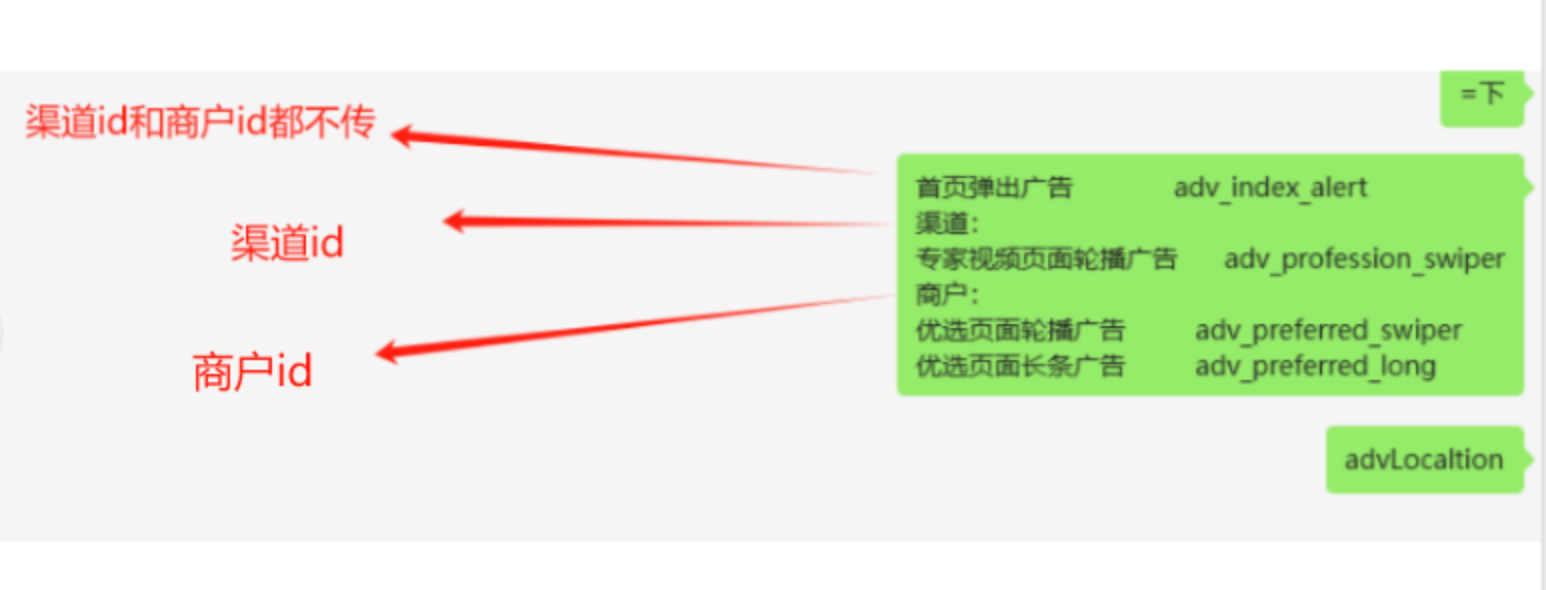 =下
渠道id和商户id都不传
首页弹出广告 adv_index_alert
渠道:
渠道id
专家视频页面轮播广告 adv_profession_swiper
商户:
优选页面轮播广告 adv_preferred_swiper
商户id
优选页面长条广告 adv_preferred_long
advLocaltion